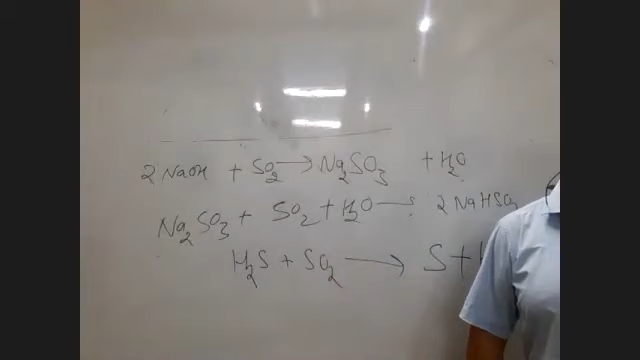 2 NaOH + SO2 → Na2SO3 + H2O
Na2SO3 + SO2 + H2O → 2 NaHSO3
H2S + SO2 → S +